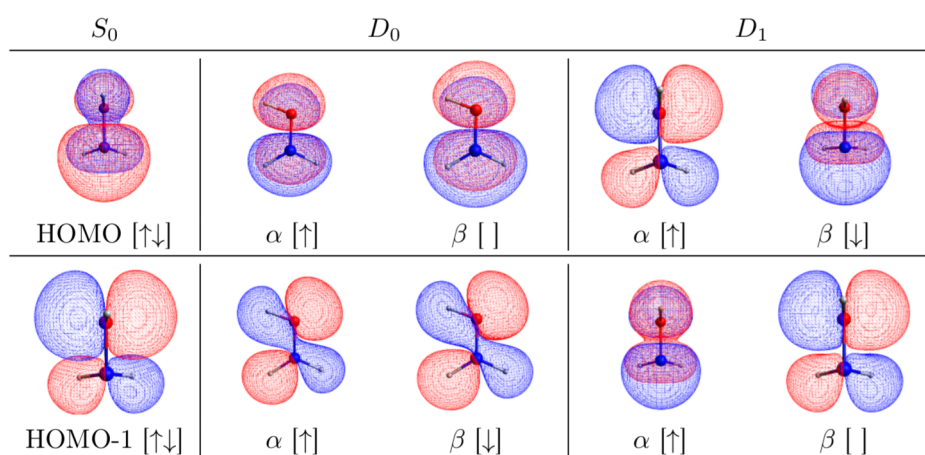 S₀ D₀ D₁
HOMO [↑↓] α [↑] β [ ] α [↑] β [↓]
HOMO-1 [↑↓] α [↑] β [↓] α [↑] β [ ]